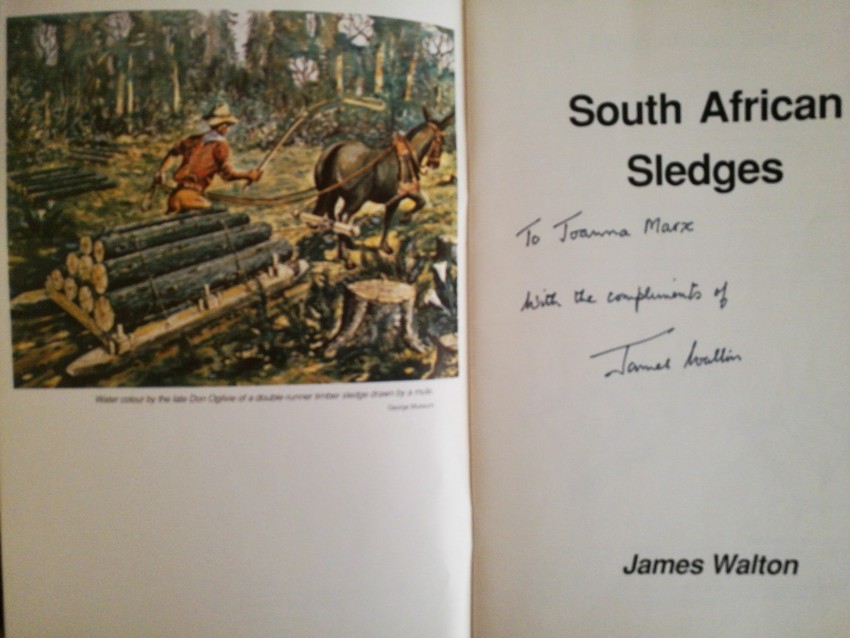 Water colour by the late Don Ogilvie of a double-runner timber sledge drawn by a mule.
George Museum
South African
Sledges
To Joanna Marx
With the compliments of
James Walton
James Walton